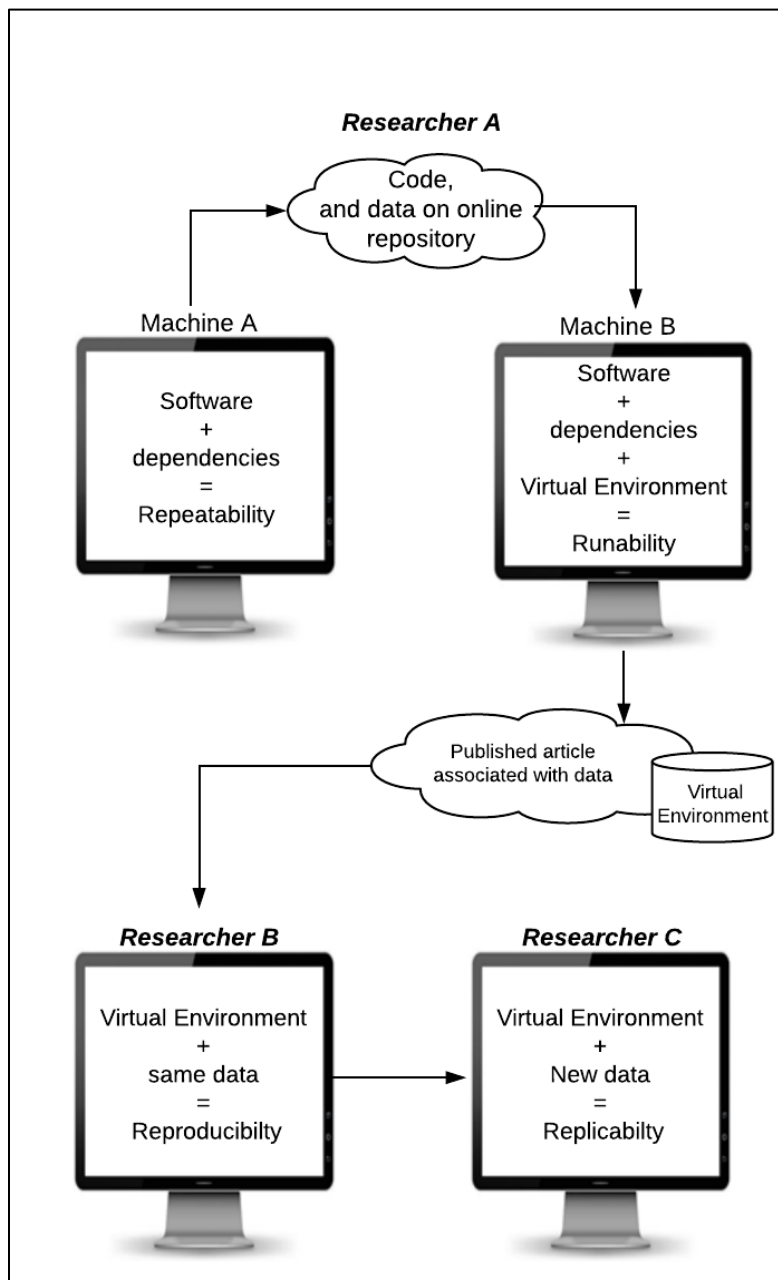 Researcher A
Code,
and data on online
repository
Machine A
Software
+
dependencies
=
Repeatability
Machine B
Software
+
dependencies
+
Virtual Environment
=
Runability
Published article
associated with data
Virtual
Environment
Researcher B
Virtual Environment
+
same data
=
Reproducibilty
Researcher C
Virtual Environment
+
New data
=
Replicabilty